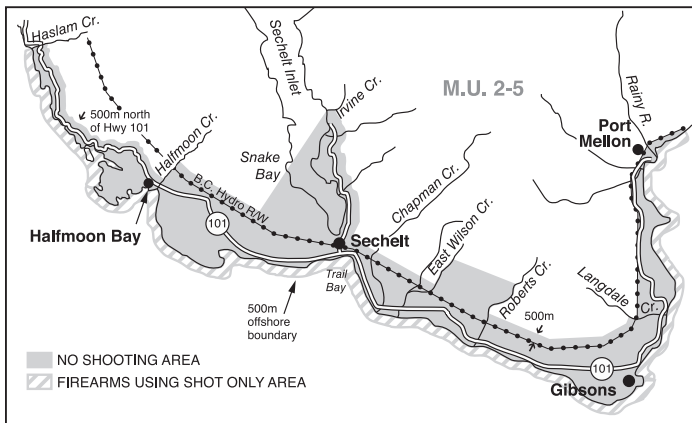 Haslam Cr.
500m north
of Hwy 101
Halfmoon Cr.
Halfmoon Bay
B.C. Hydro R/W
101
Sechelt Inlet
Snake
Bay
Irvine Cr.
M.U. 2-5
Rainy R.
Port
Mellon
Chapman Cr.
Sechelt
East Wilson Cr.
Trail
Bay
500m
offshore
boundary
Roberts Cr.
500m
Langdale
Cr.
101
Gibsons
NO SHOOTING AREA
FIREARMS USING SHOT ONLY AREA